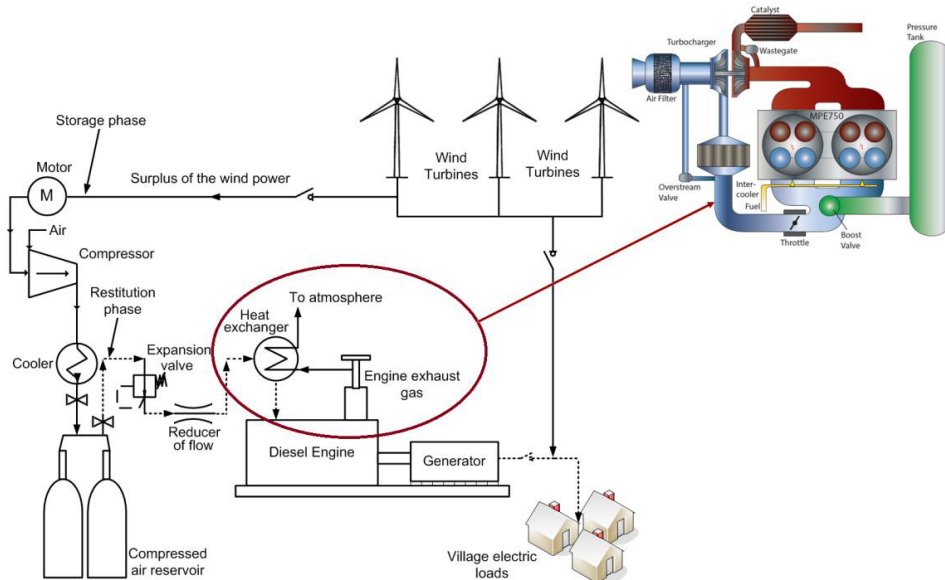 Catalyst
Pressure
Tank
Turbocharger
Wastegate
Air Filter
MPE750
Overstream
Valve
Inter-
cooler
Fuel
Throttle
Boost
Valve
Storage phase
Motor
M
Surplus of the wind power
Wind
Turbines
Wind
Turbines
Air
Compressor
Restitution
phase
To atmosphere
Heat
exchanger
Cooler
Expansion
valve
Engine exhaust
gas
Reducer
of flow
Diesel Engine
Generator
Compressed
air reservoir
Village electric
loads